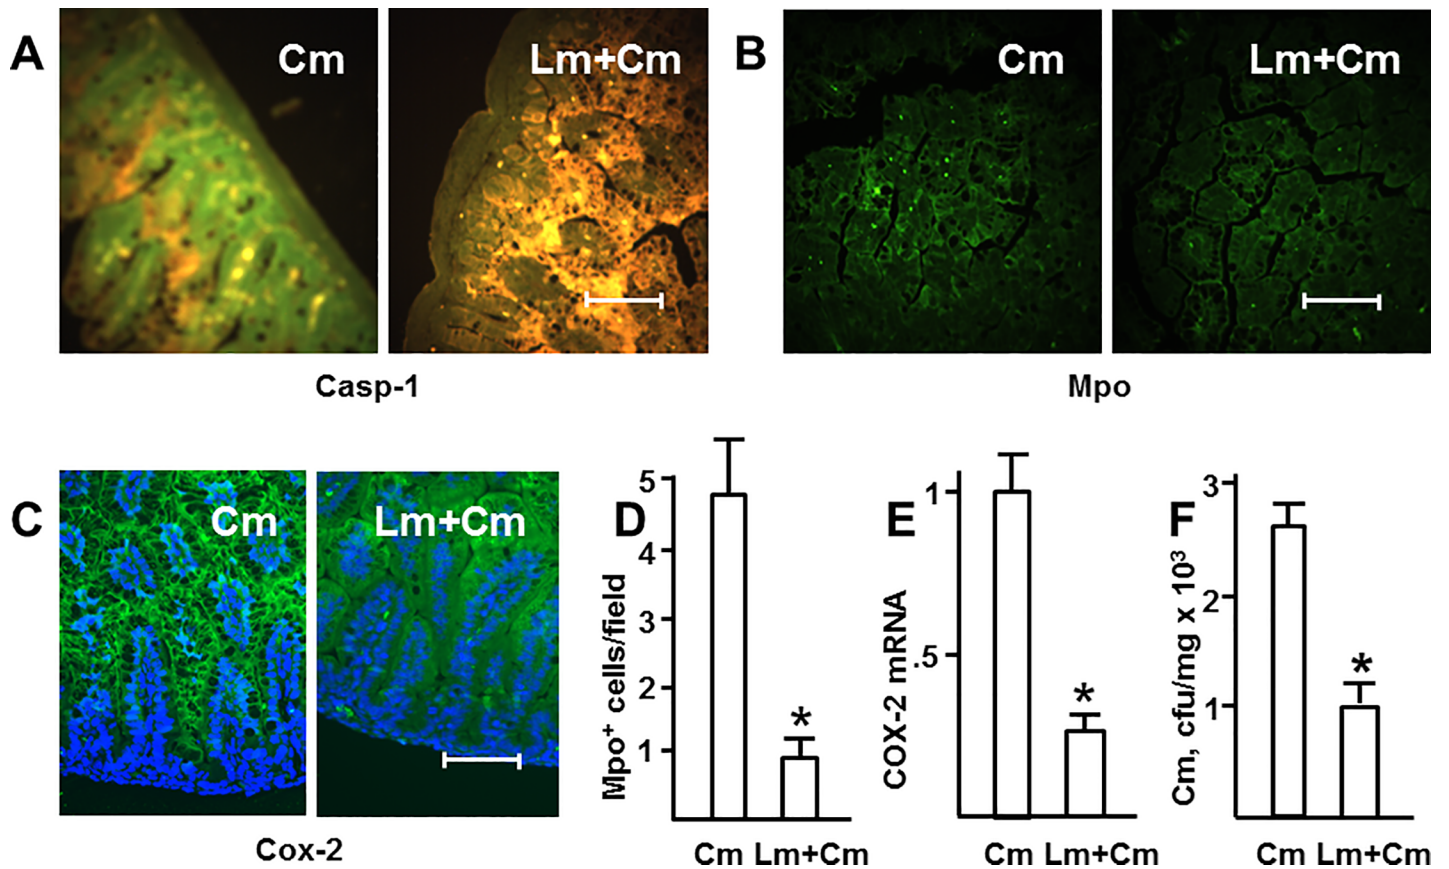 A
Cm
Lm+Cm
Casp-1
B
Cm
Lm+Cm
Mpo
C
Cm
Lm+Cm
Cox-2
D
Mpo⁺ cells/field
5
4
3
2
1
*
Cm Lm+Cm
E
COX-2 mRNA
1
.5
*
Cm Lm+Cm
F
Cm, cfu/mg x 10³
3
2
1
*
Cm Lm+Cm